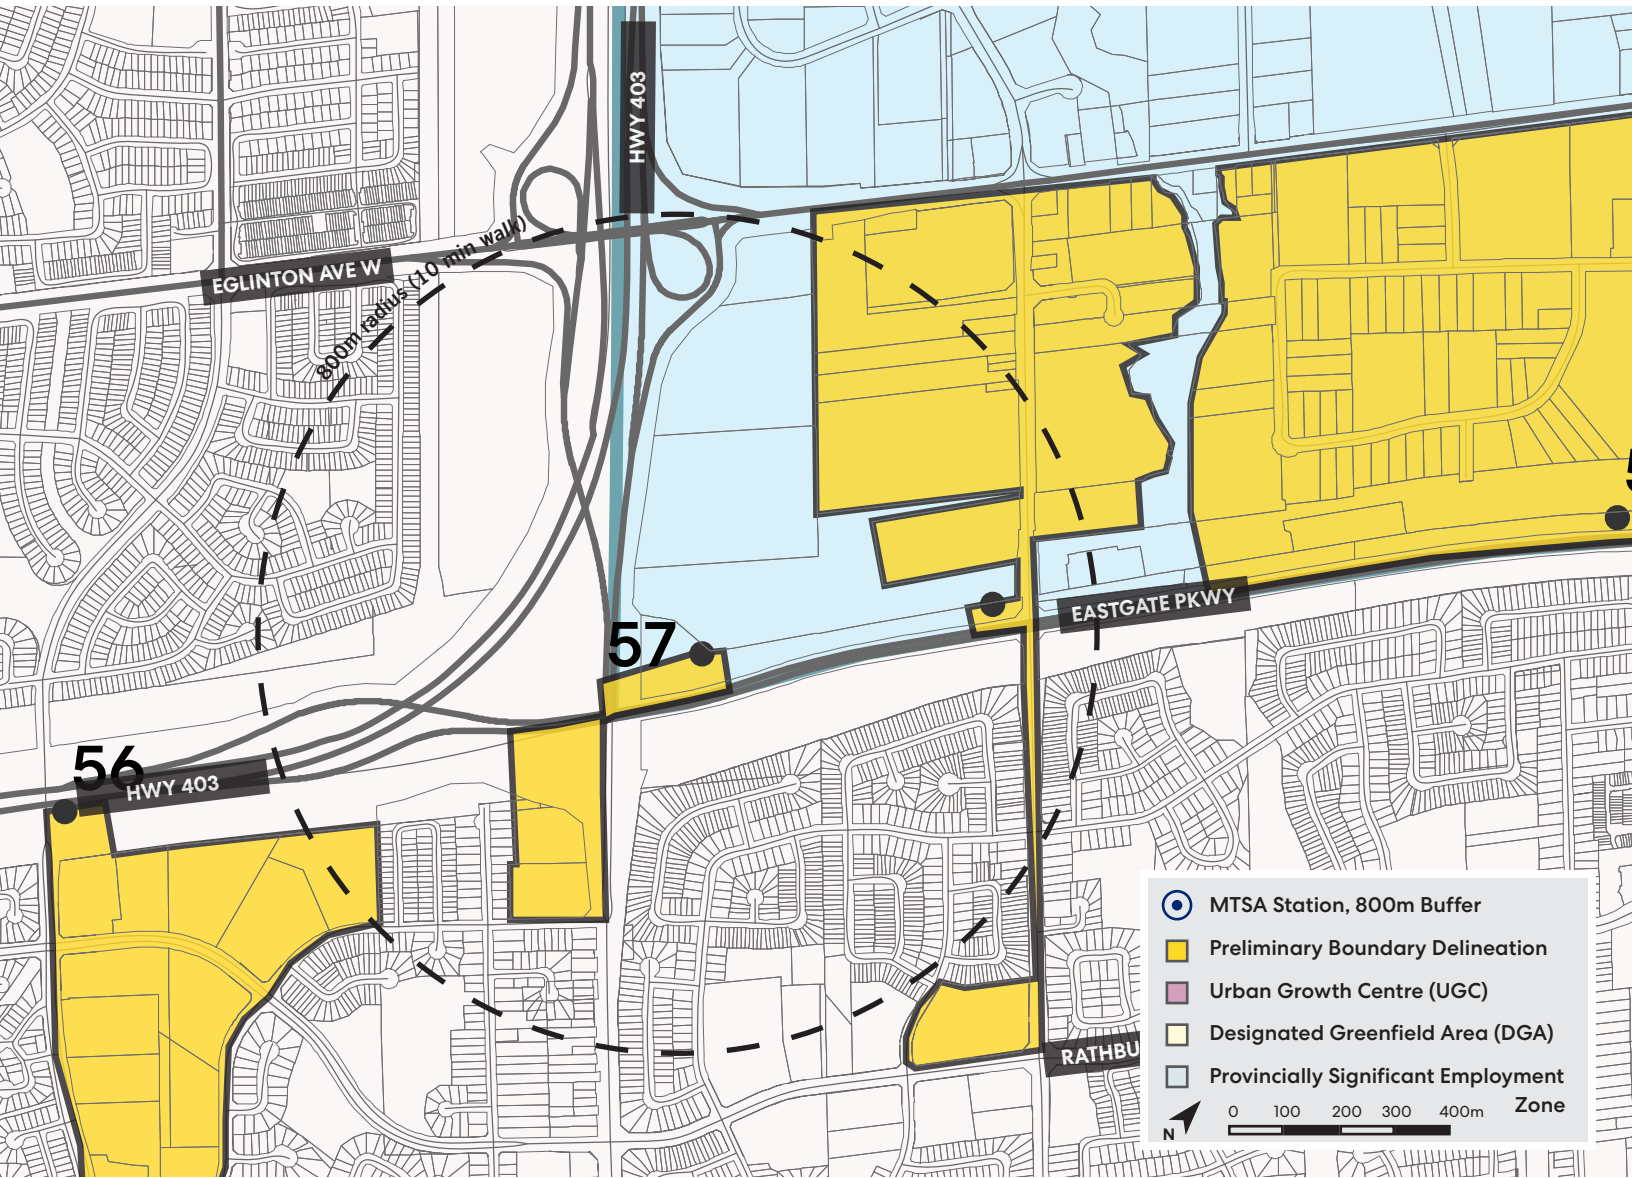 HWY 403
EGLINTON AVE W
800m radius (10 min walk)
5
EASTGATE PKWY
57
56
HWY 403
RATHBU
MTSA Station, 800m Buffer
Preliminary Boundary Delineation
Urban Growth Centre (UGC)
Designated Greenfield Area (DGA)
Provincially Significant Employment
Zone
0 100 200 300 400m
N